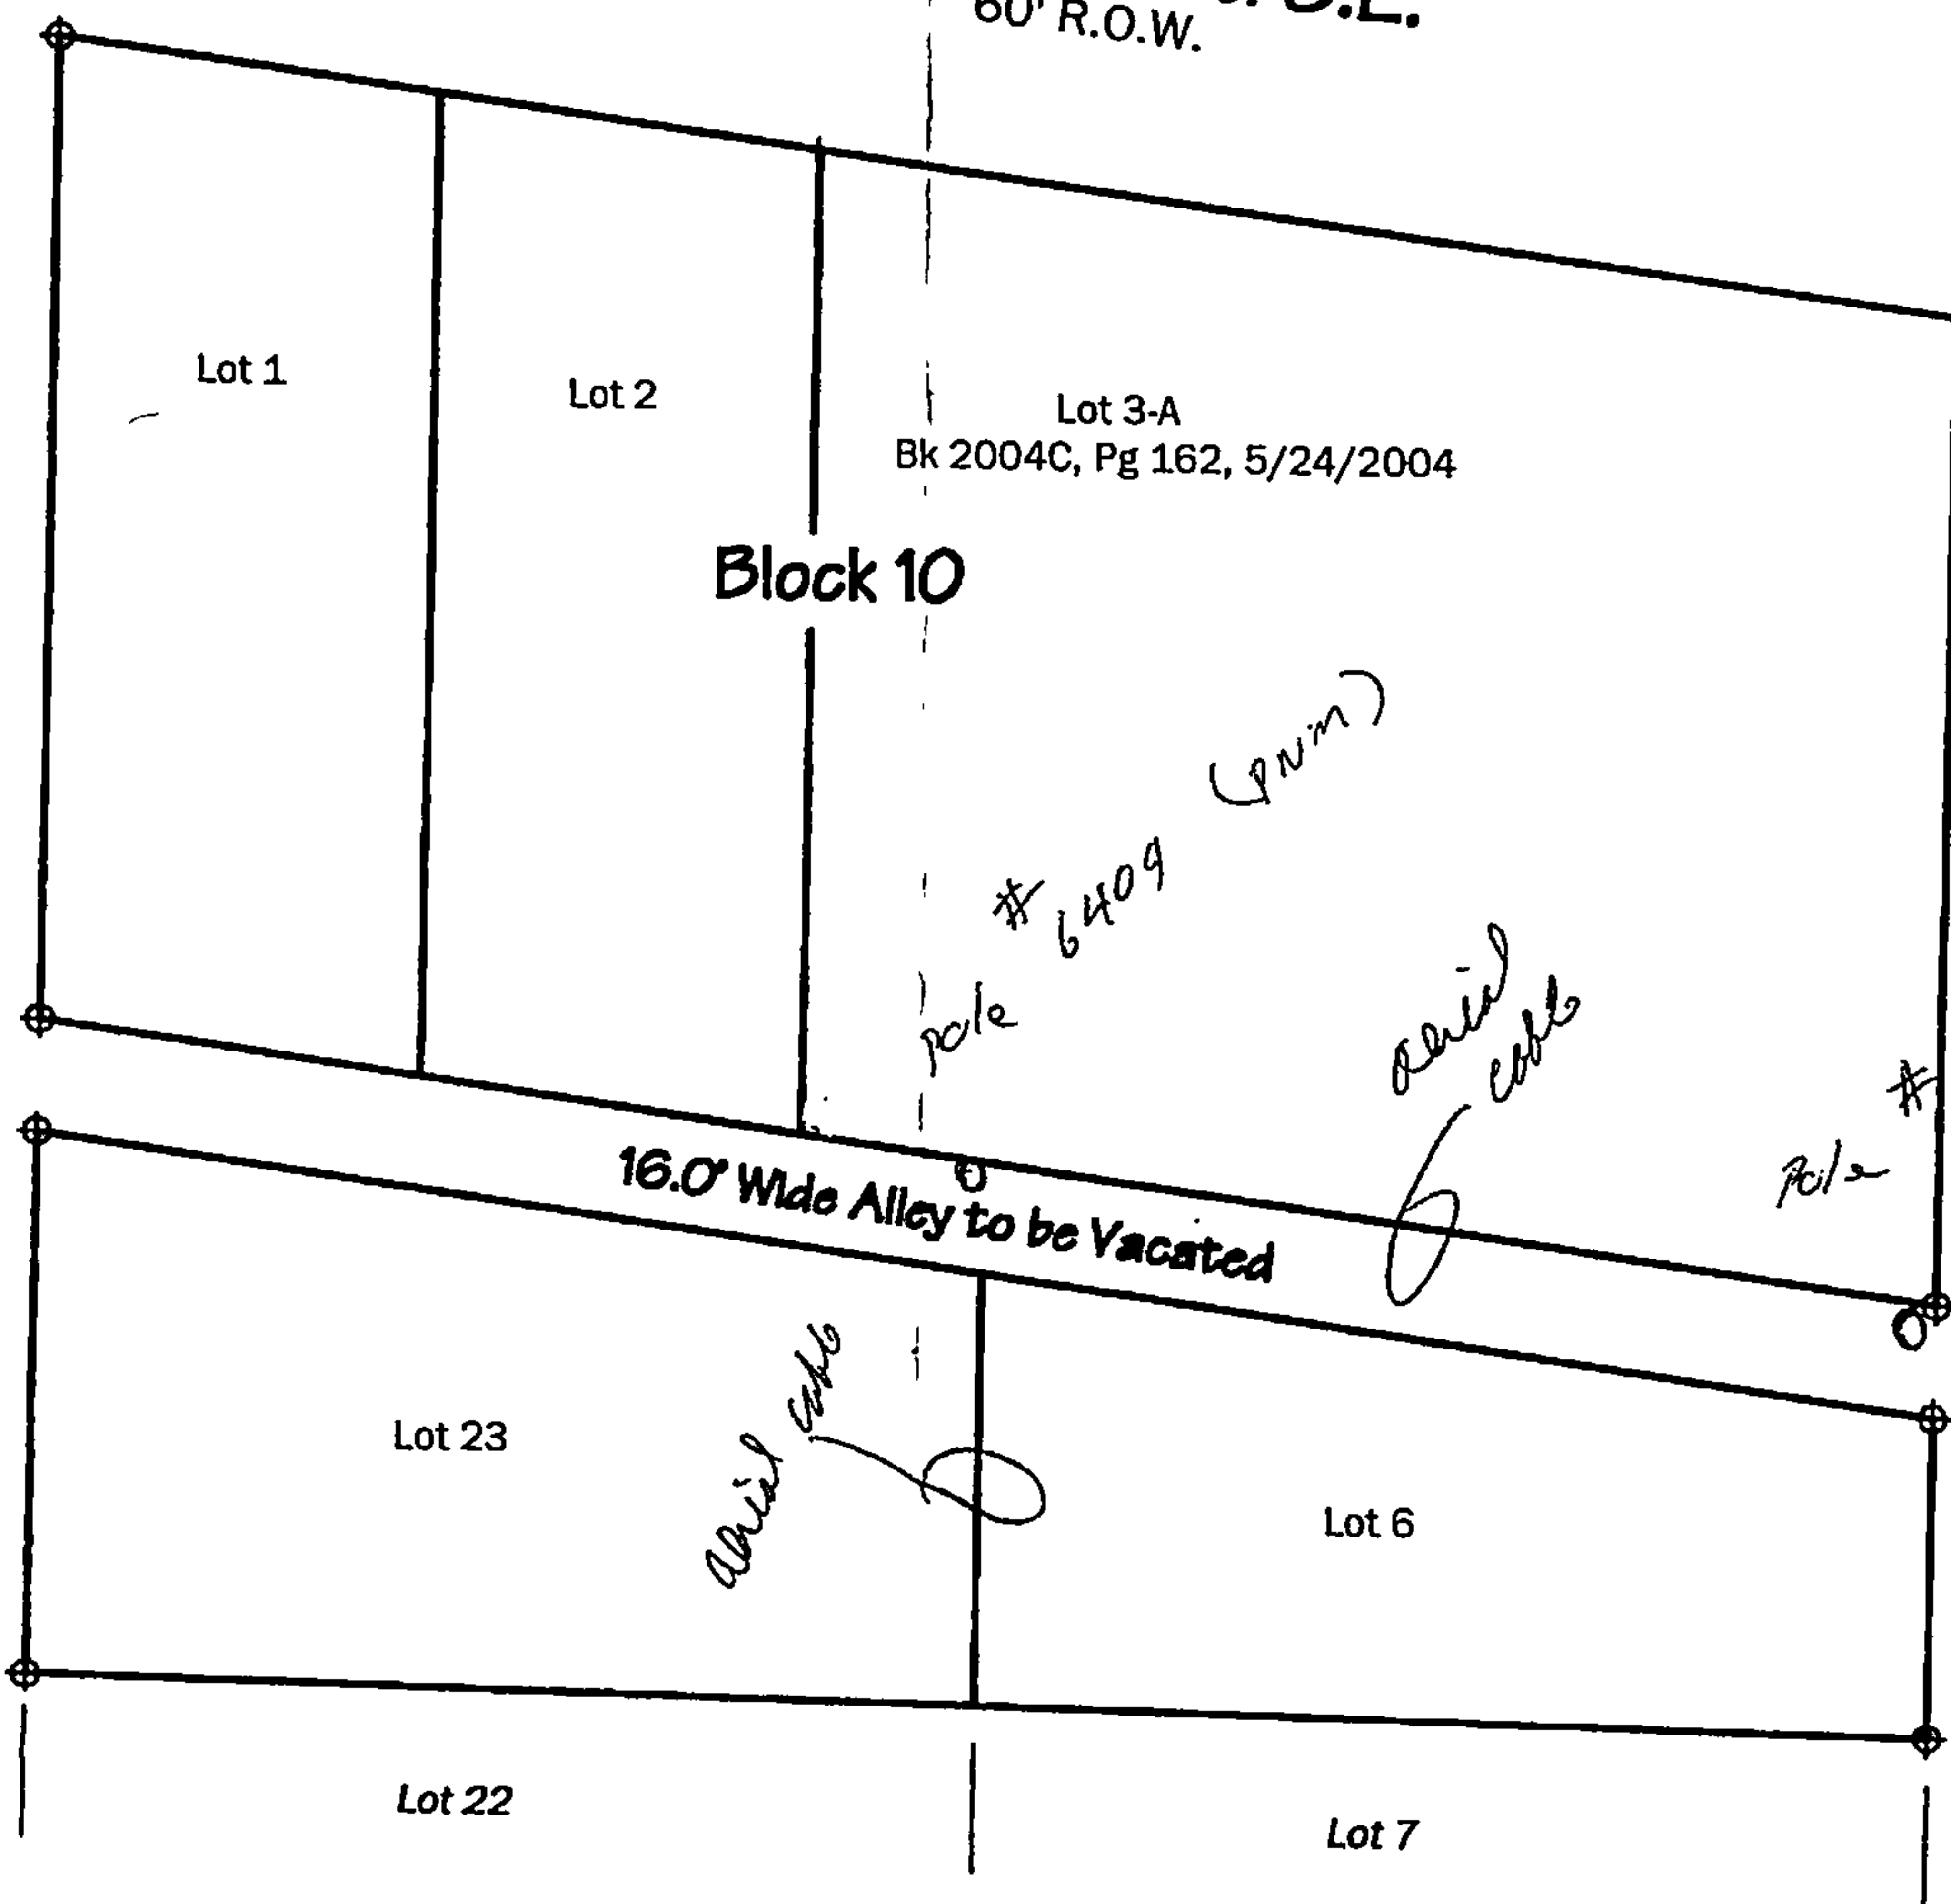 S.E.
60' R.O.W.
Lot 1
Lot 2
Lot 3-A
Bk 2004C, Pg 162, 5/24/2004
Block 10
* 6409
pole
aerial
cable
*
pole
16.0' Wide Alley to be Vacated
aerial cable
Lot 23
Lot 6
Lot 22
Lot 7